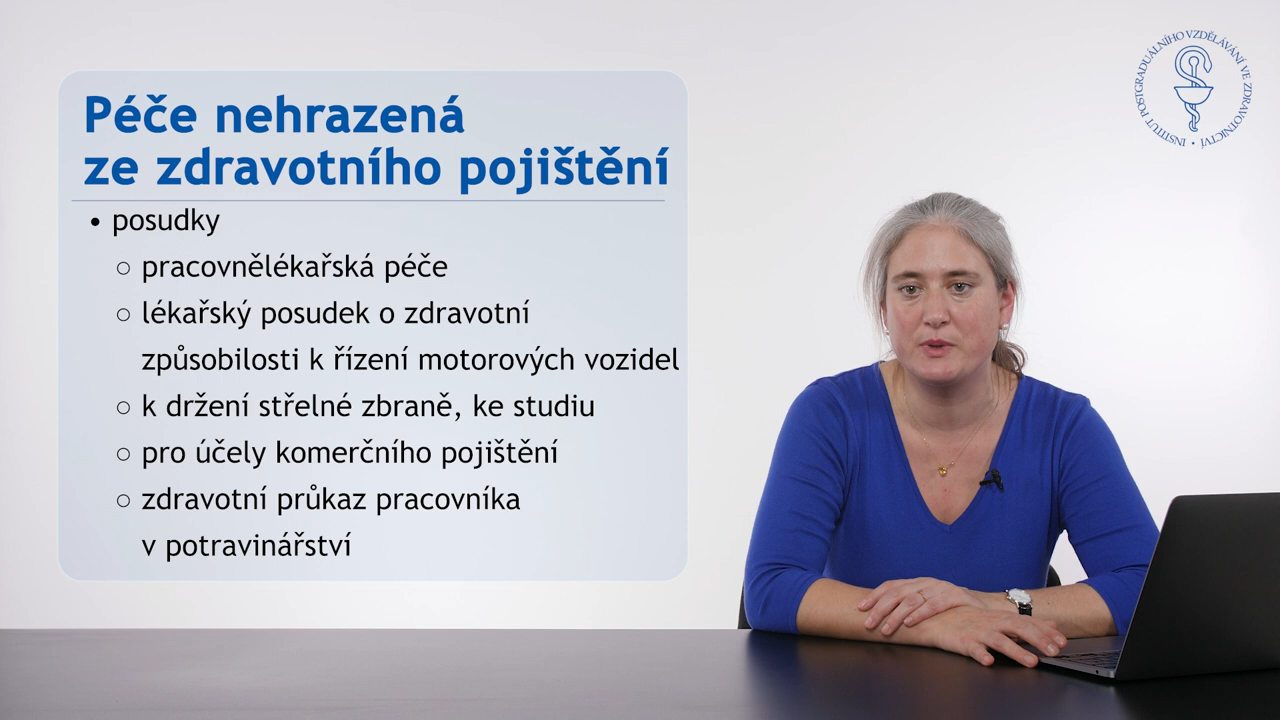 Péče nehrazená
ze zdravotního pojištění
• posudky
○ pracovnělékařská péče
○ lékařský posudek o zdravotní
způsobilosti k řízení motorových vozidel
○ k držení střelné zbraně, ke studiu
○ pro účely komerčního pojištění
○ zdravotní průkaz pracovníka
v potravinářství
INSTITUT POSTGRADUÁLNÍHO VZDĚLÁVÁNÍ VE ZDRAVOTNICTVÍ •